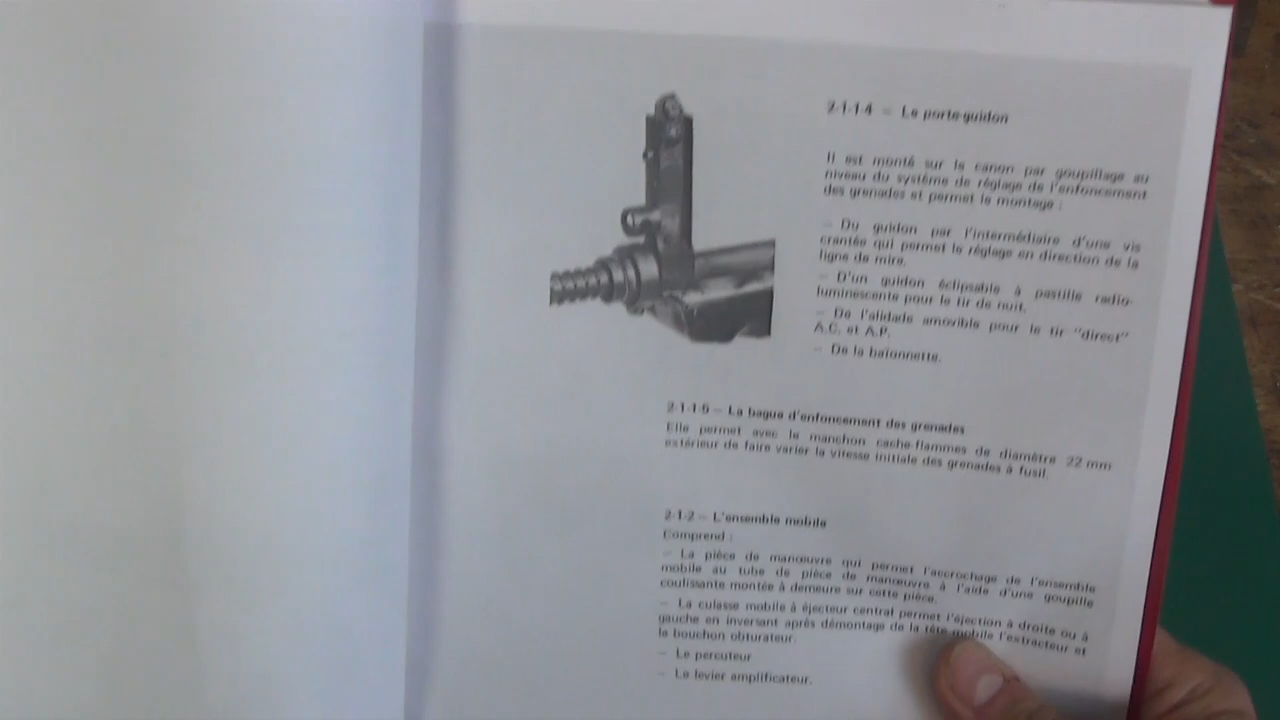 2-1-1-4 – Le porte-guidon
Il est monté sur le canon par goupillage au
niveau du système de réglage de l'enfoncement
des grenades et permet le montage :
– Du guidon par l'intermédiaire d'une vis
crantée qui permet le réglage en direction de la
ligne de mire.
– D'un guidon éclipsable à pastille radio-
luminescente pour le tir de nuit.
– De l'alidade amovible pour le tir "direct"
A.C. et A.P.
– De la baïonnette.
2-1-1-5 – La bague d'enfoncement des grenades
Elle permet avec le manchon cache-flammes de diamètre 22 mm
extérieur de faire varier la vitesse initiale des grenades à fusil.
2-1-2 – L'ensemble mobile
Comprend :
– La pièce de manœuvre qui permet l'accrochage de l'ensemble
mobile au tube de pièce de manœuvre à l'aide d'une goupille
coulissante montée à demeure sur cette pièce.
– La culasse mobile à éjecteur central permet l'éjection à droite ou à
gauche en inversant après démontage de la tête mobile l'extracteur et
le bouchon obturateur.
– Le percuteur
– Le levier amplificateur.